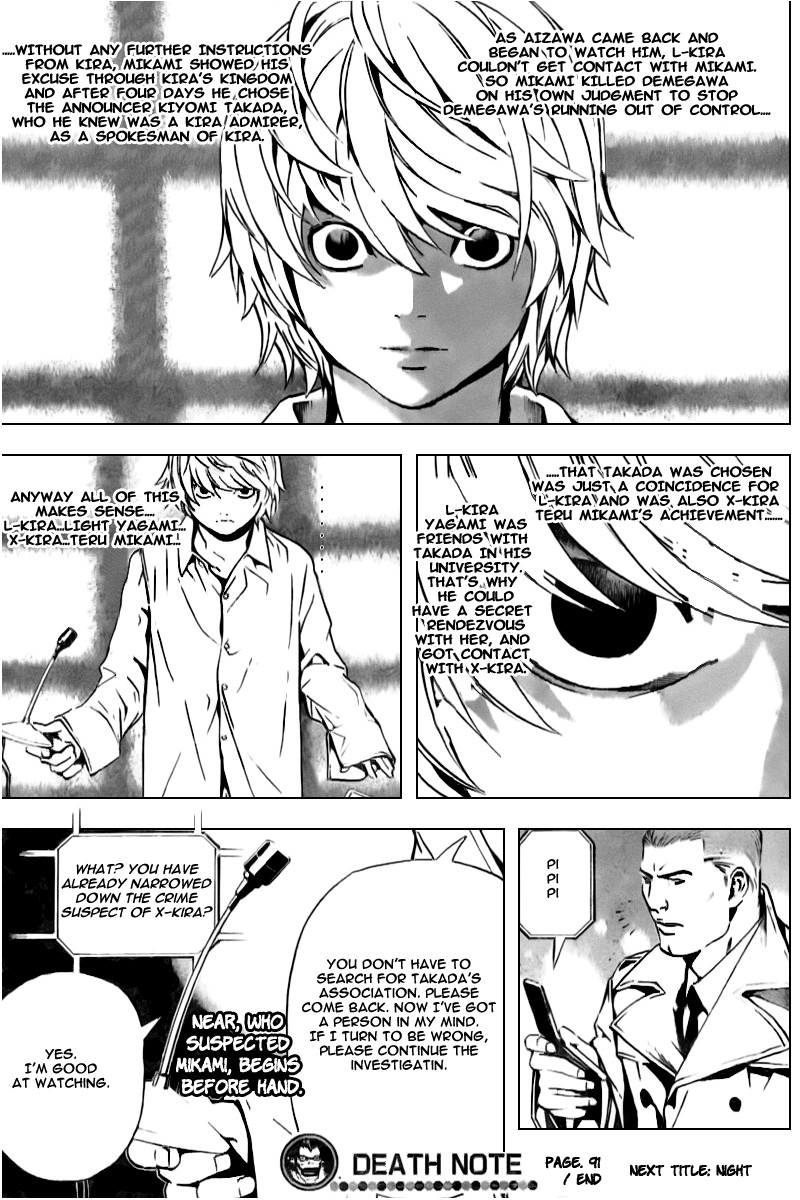 AS AIZAWA CAME BACK AND
BEGAN TO WATCH HIM, L-KIRA
COULDN'T GET CONTACT WITH MIKAMI.
SO MIKAMI KILLED DEMEGAWA
ON HIS OWN JUDGMENT TO STOP
DEMEGAWA'S RUNNING OUT OF CONTROL....
.....WITHOUT ANY FURTHER INSTRUCTIONS
FROM KIRA, MIKAMI SHOWED HIS
EXCUSE THROUGH KIRA'S KINGDOM
AND AFTER FOUR DAYS HE CHOSE
THE ANNOUNCER KIYOMI TAKADA,
WHO HE KNEW WAS A KIRA ADMIRER,
AS A SPOKESMAN OF KIRA.
.....THAT TAKADA WAS CHOSEN
WAS JUST A COINCIDENCE FOR
L-KIRA AND WAS ALSO X-KIRA
TERU MIKAMI'S ACHIEVEMENT.......
L-KIRA
YAGAMI WAS
FRIENDS WITH
TAKADA IN HIS
UNIVERSITY.
THAT'S WHY
HE COULD
HAVE A SECRET
RENDEZVOUS
WITH HER, AND
GOT CONTACT
WITH X-KIRA.
ANYWAY ALL OF THIS
MAKES SENSE....
L-KIRA...LIGHT YAGAMI...
X-KIRA...TERU MIKAMI...
PI
PI
PI
YOU DON'T HAVE TO
SEARCH FOR TAKADA'S
ASSOCIATION. PLEASE
COME BACK. NOW I'VE GOT
A PERSON IN MY MIND.
IF I TURN TO BE WRONG,
PLEASE CONTINUE THE
INVESTIGATIN.
WHAT? YOU HAVE
ALREADY NARROWED
DOWN THE CRIME
SUSPECT OF X-KIRA?
YES.
I'M GOOD
AT WATCHING.
NEAR, WHO
SUSPECTED
MIKAMI, BEGINS
BEFORE HAND.
DEATH NOTE
PAGE. 91
/ END
NEXT TITLE: NIGHT